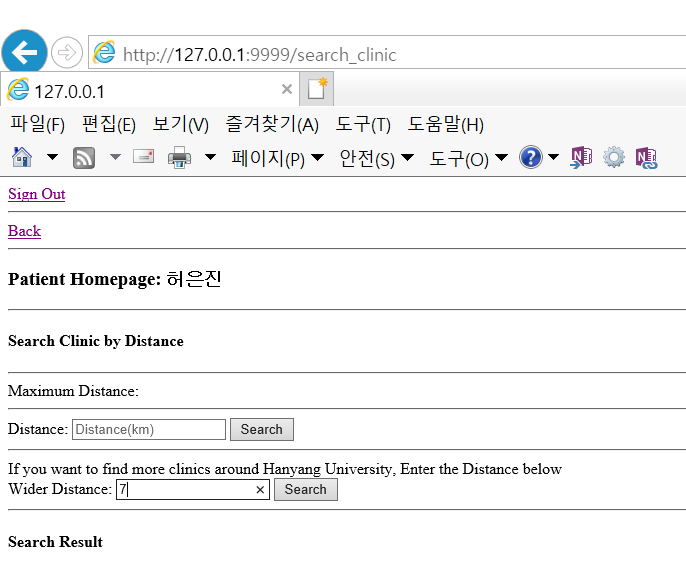 http://127.0.0.1:9999/search_clinic
127.0.0.1
파일(F) 편집(E) 보기(V) 즐겨찾기(A) 도구(T) 도움말(H)
페이지(P) 안전(S) 도구(O)
Sign Out
Back
Patient Homepage: 허은진
Search Clinic by Distance
Maximum Distance:
Distance: Distance(km) Search
If you want to find more clinics around Hanyang University, Enter the Distance below
Wider Distance: 7 Search
Search Result